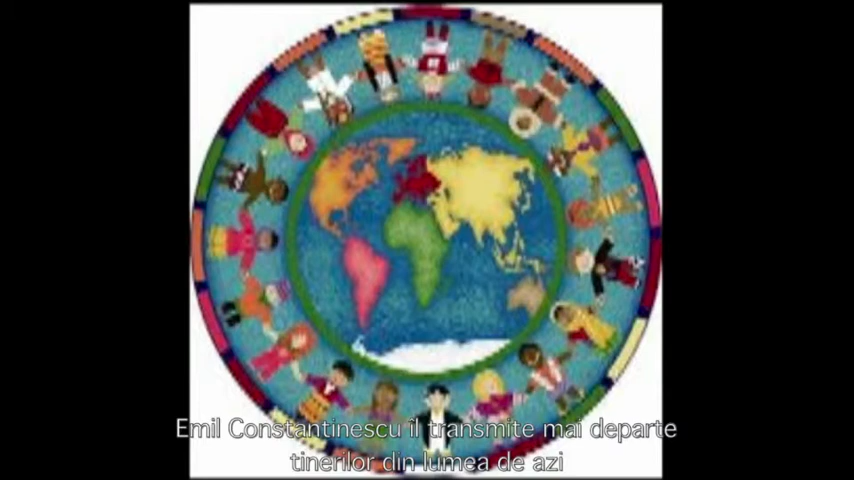 Emil Constantinescu îl transmite mai departe
tinerilor din lumea de azi